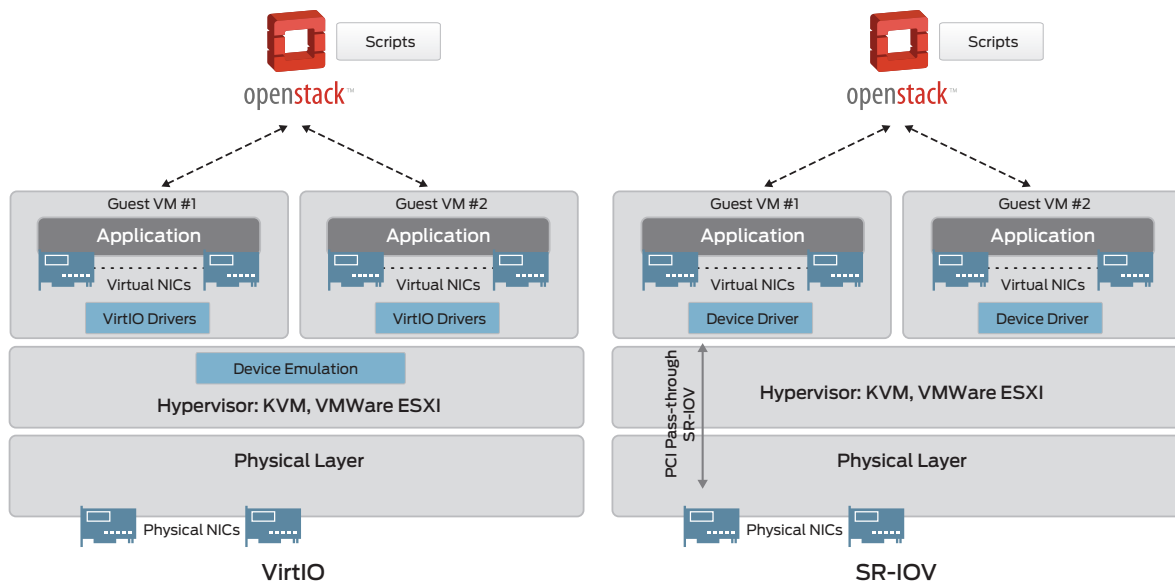 Scripts
openstack™
Guest VM #1
Application
Virtual NICs
VirtIO Drivers
Guest VM #2
Application
Virtual NICs
VirtIO Drivers
Device Emulation
Hypervisor: KVM, VMWare ESXI
Physical Layer
Physical NICs
VirtIO
Scripts
openstack™
Guest VM #1
Application
Virtual NICs
Device Driver
Guest VM #2
Application
Virtual NICs
Device Driver
PCI Pass-through
SR-IOV
Hypervisor: KVM, VMWare ESXI
Physical Layer
Physical NICs
SR-IOV